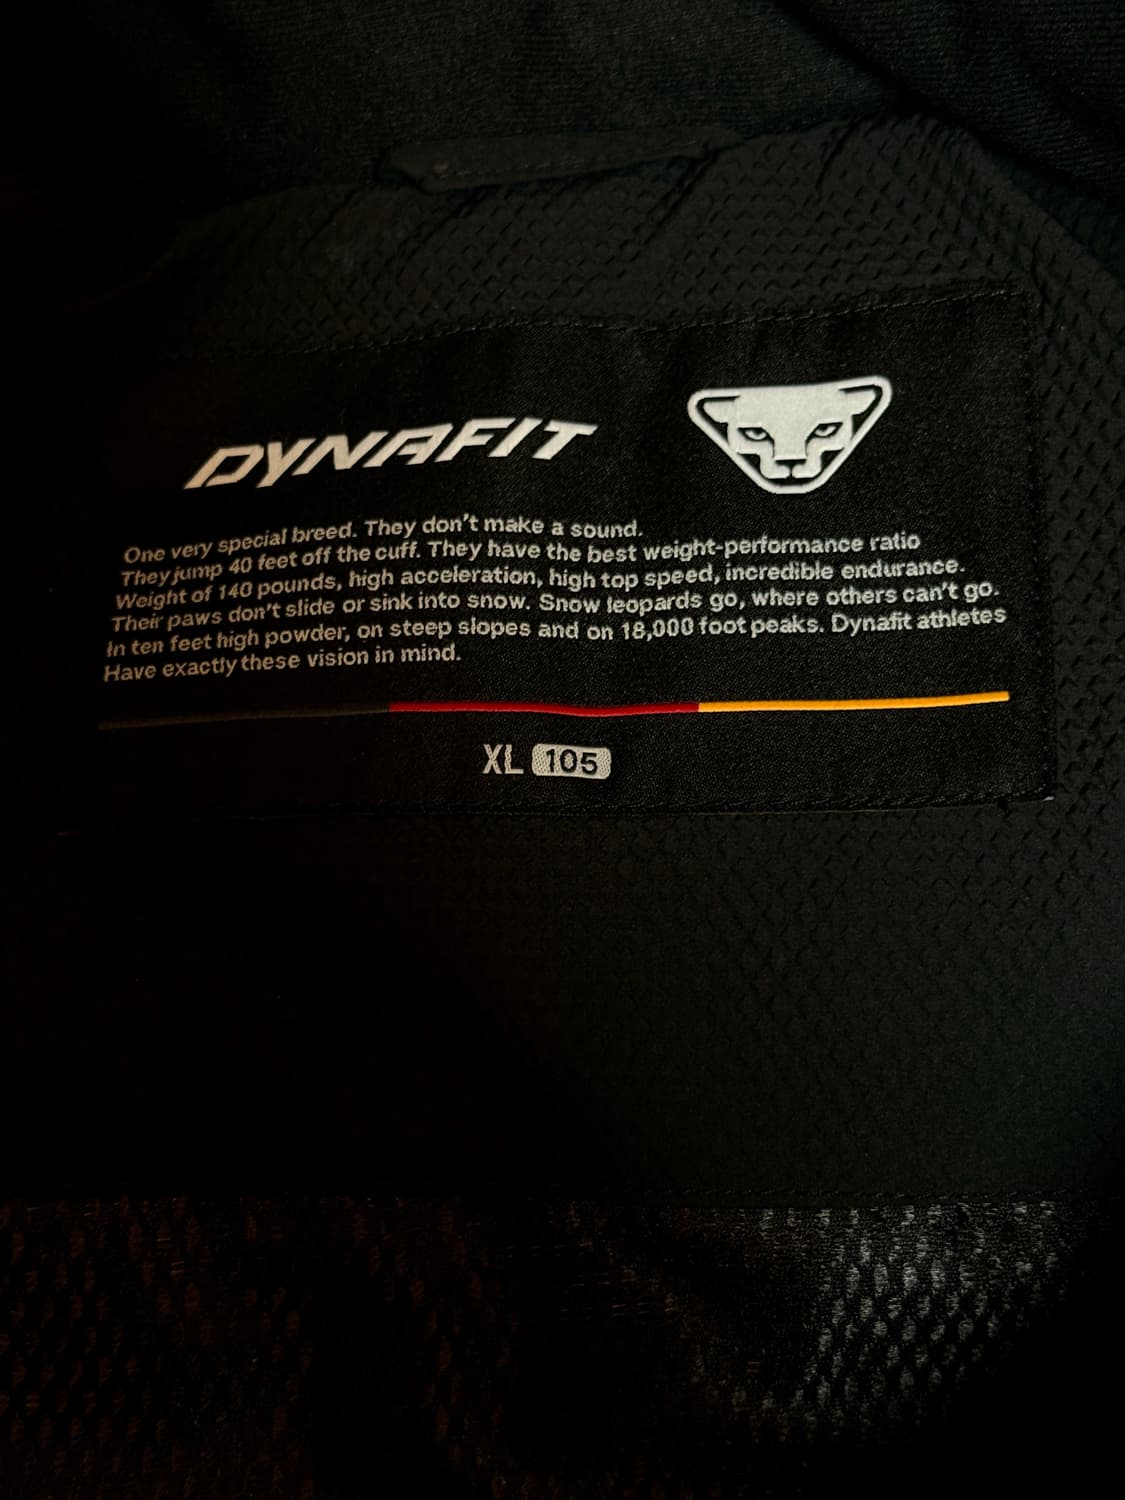 DYNAFIT
One very special breed. They don't make a sound.
They jump 40 feet off the cuff. They have the best weight-performance ratio
Weight of 140 pounds, high acceleration, high top speed, incredible endurance.
Their paws don't slide or sink into snow. Snow leopards go, where others can't go.
In ten feet high powder, on steep slopes and on 18,000 foot peaks. Dynafit athletes
Have exactly these vision in mind.
XL 105